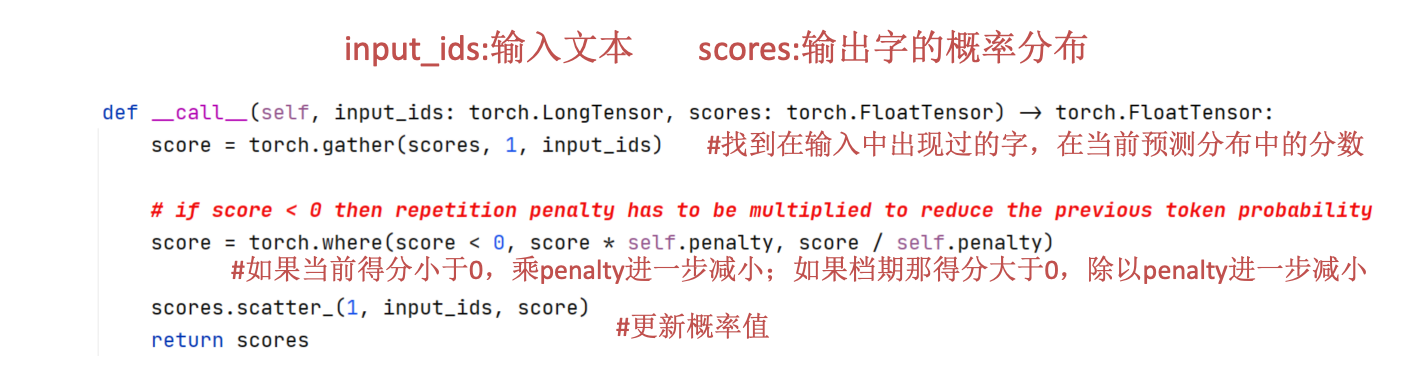 input_ids:输入文本 scores:输出字的概率分布
def __call__(self, input_ids: torch.LongTensor, scores: torch.FloatTensor) → torch.FloatTensor:
score = torch.gather(scores, 1, input_ids) #找到在输入中出现过的字，在当前预测分布中的分数
# if score < 0 then repetition penalty has to be multiplied to reduce the previous token probability
score = torch.where(score < 0, score * self.penalty, score / self.penalty)
#如果当前得分小于0，乘penalty进一步减小；如果档期那得分大于0，除以penalty进一步减小
scores.scatter_(1, input_ids, score)
#更新概率值
return scores